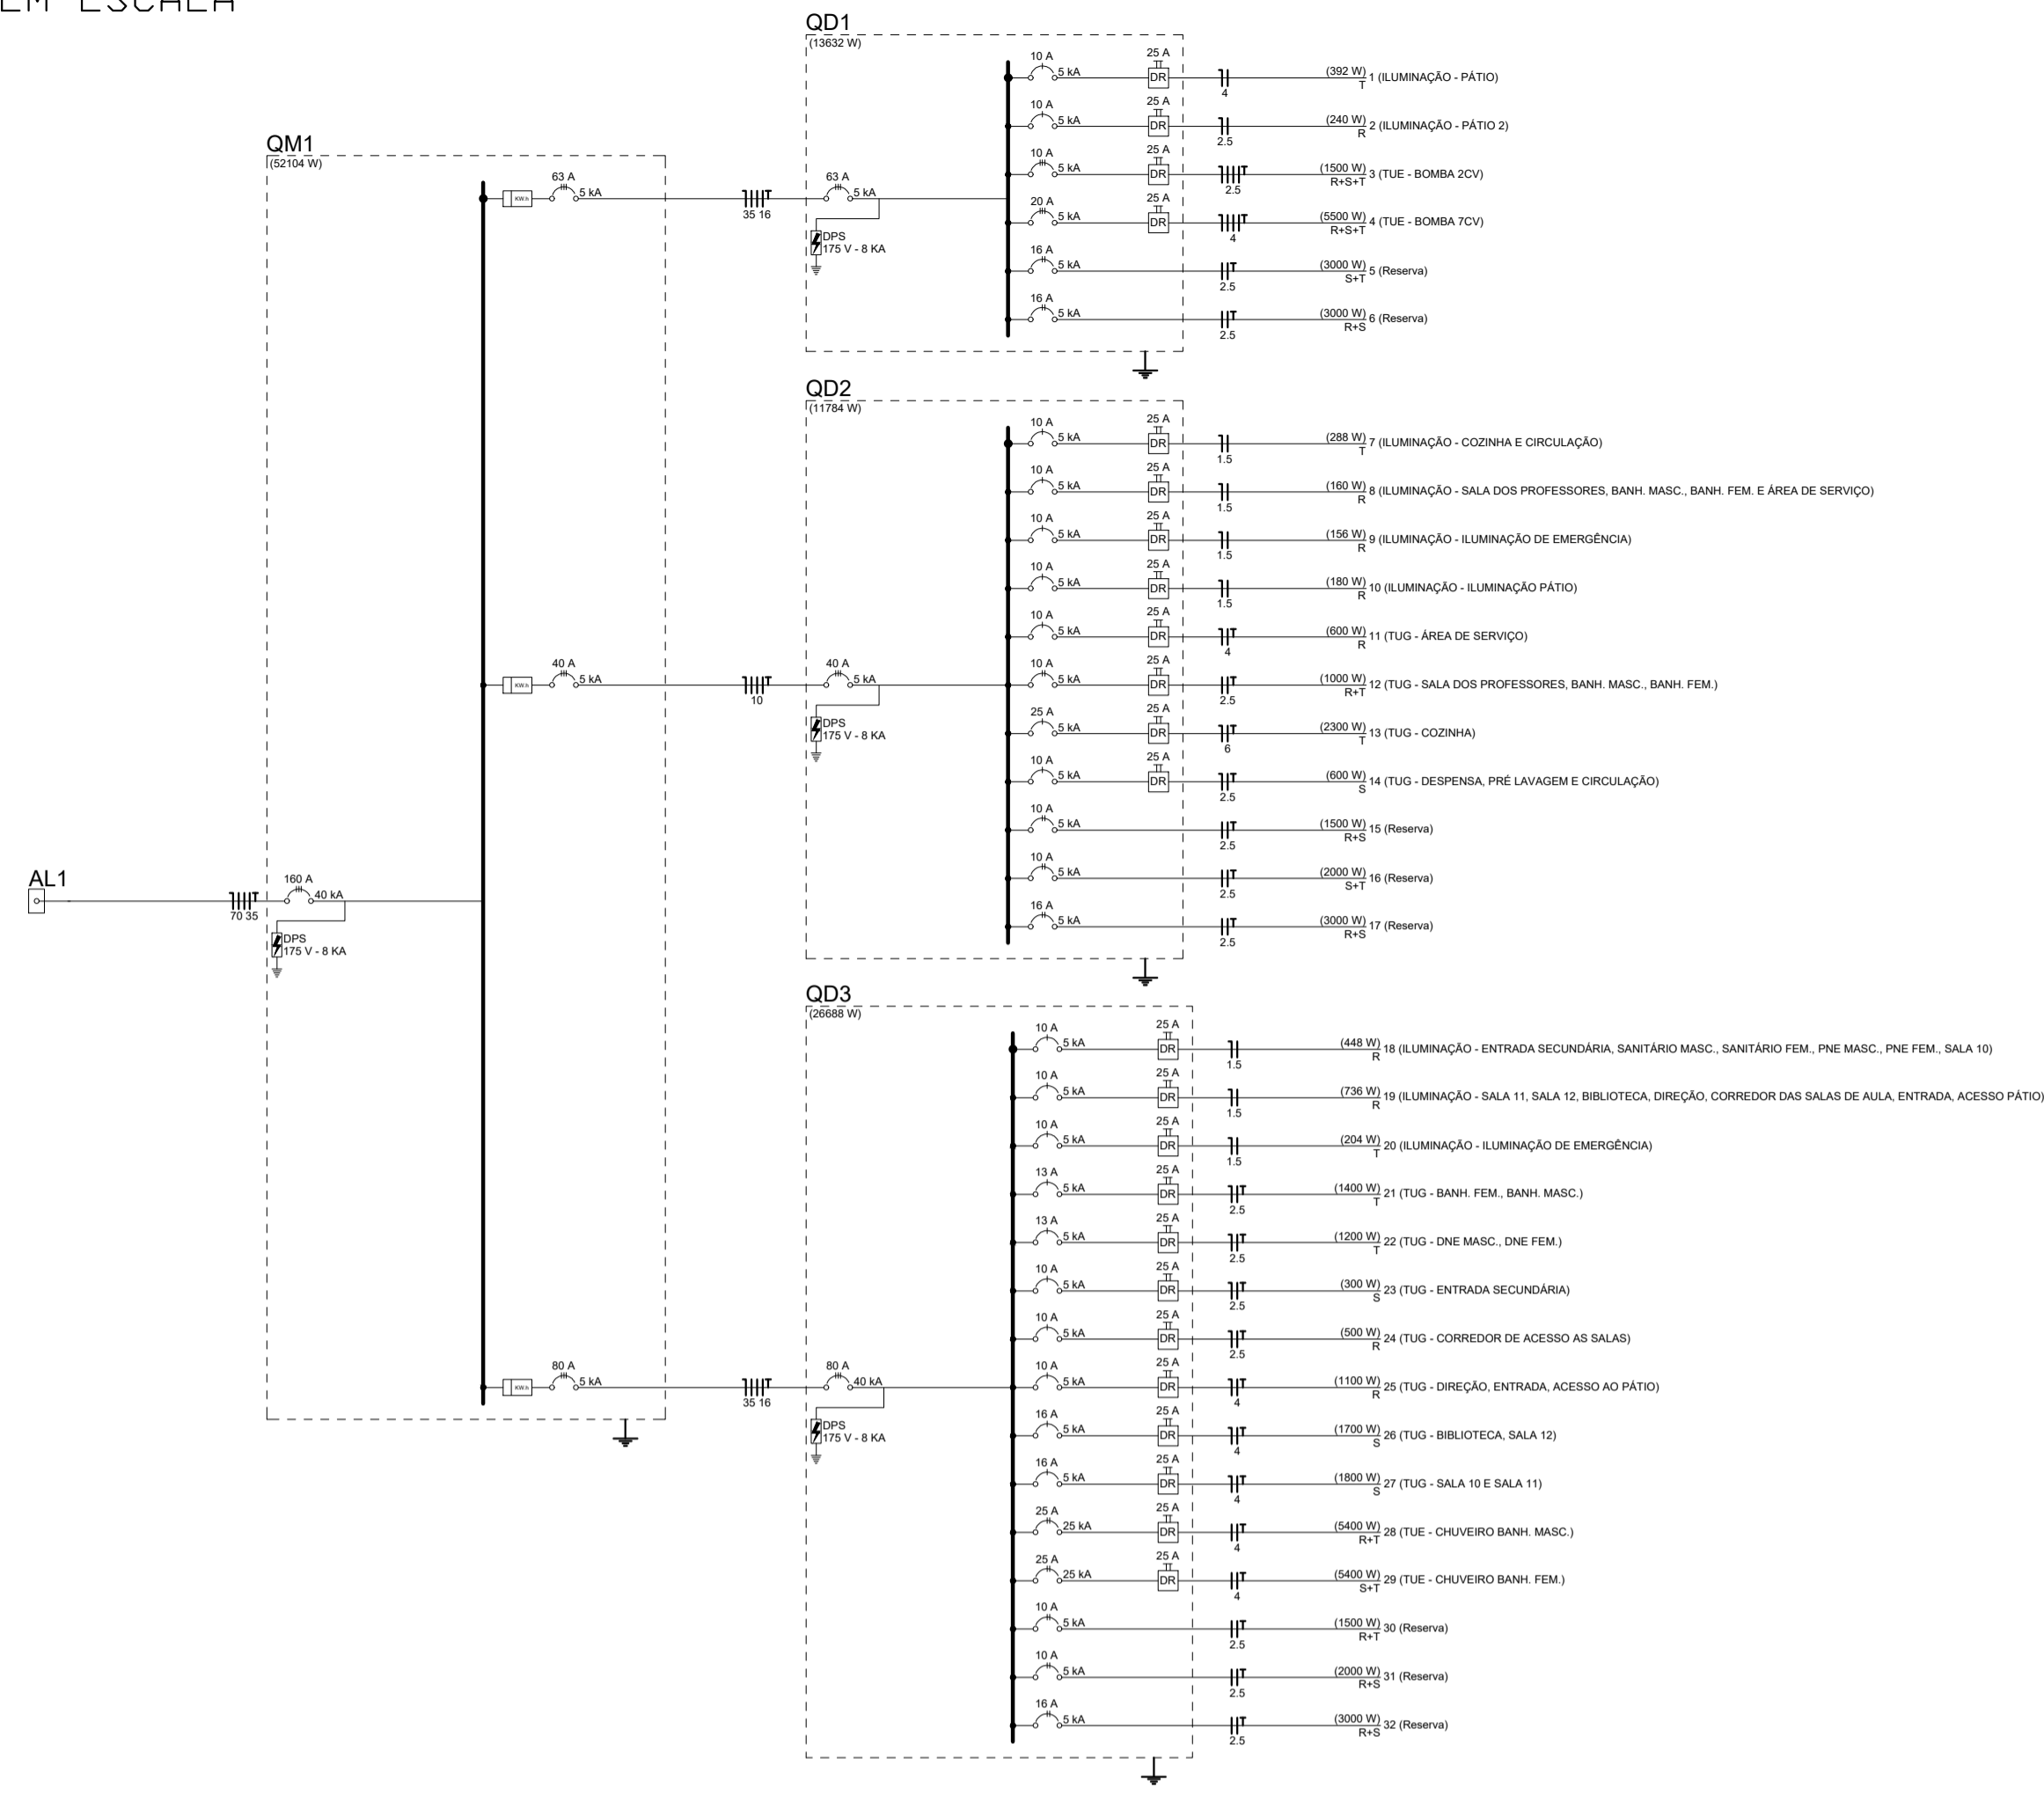 EM ESCALA
QD1
(13632 W)
10 A
5 kA
25 A
DR
4
(392 W)
T
1 (ILUMINAÇÃO - PÁTIO)
10 A
5 kA
25 A
DR
2.5
(240 W)
R
2 (ILUMINAÇÃO - PÁTIO 2)
10 A
5 kA
25 A
DR
2.5
(1500 W)
R+S+T
3 (TUE - BOMBA 2CV)
20 A
5 kA
25 A
DR
4
(5500 W)
R+S+T
4 (TUE - BOMBA 7CV)
16 A
5 kA
2.5
(3000 W)
S+T
5 (Reserva)
16 A
5 kA
2.5
(3000 W)
R+S
6 (Reserva)
63 A
5 kA
DPS
175 V - 8 KA
QM1
(52104 W)
KW.h
63 A
5 kA
35 16
KW.h
40 A
5 kA
10
KW.h
80 A
5 kA
35 16
AL1
70 35
160 A
40 kA
DPS
175 V - 8 KA
QD2
(11784 W)
40 A
5 kA
DPS
175 V - 8 KA
10 A
5 kA
25 A
DR
1.5
(288 W)
T
7 (ILUMINAÇÃO - COZINHA E CIRCULAÇÃO)
10 A
5 kA
25 A
DR
1.5
(160 W)
R
8 (ILUMINAÇÃO - SALA DOS PROFESSORES, BANH. MASC., BANH. FEM. E ÁREA DE SERVIÇO)
10 A
5 kA
25 A
DR
1.5
(156 W)
R
9 (ILUMINAÇÃO - ILUMINAÇÃO DE EMERGÊNCIA)
10 A
5 kA
25 A
DR
1.5
(180 W)
R
10 (ILUMINAÇÃO - ILUMINAÇÃO PÁTIO)
10 A
5 kA
25 A
DR
4
(600 W)
R
11 (TUG - ÁREA DE SERVIÇO)
10 A
5 kA
25 A
DR
2.5
(1000 W)
R+T
12 (TUG - SALA DOS PROFESSORES, BANH. MASC., BANH. FEM.)
25 A
5 kA
25 A
DR
6
(2300 W)
T
13 (TUG - COZINHA)
10 A
5 kA
25 A
DR
2.5
(600 W)
S
14 (TUG - DESPENSA, PRÉ LAVAGEM E CIRCULAÇÃO)
10 A
5 kA
2.5
(1500 W)
R+S
15 (Reserva)
10 A
5 kA
2.5
(2000 W)
S+T
16 (Reserva)
16 A
5 kA
2.5
(3000 W)
R+S
17 (Reserva)
QD3
(26688 W)
80 A
40 kA
DPS
175 V - 8 KA
10 A
5 kA
25 A
DR
1.5
(448 W)
R
18 (ILUMINAÇÃO - ENTRADA SECUNDÁRIA, SANITÁRIO MASC., SANITÁRIO FEM., PNE MASC., PNE FEM., SALA 10)
10 A
5 kA
25 A
DR
1.5
(736 W)
R
19 (ILUMINAÇÃO - SALA 11, SALA 12, BIBLIOTECA, DIREÇÃO, CORREDOR DAS SALAS DE AULA, ENTRADA, ACESSO PÁTIO)
10 A
5 kA
25 A
DR
1.5
(204 W)
T
20 (ILUMINAÇÃO - ILUMINAÇÃO DE EMERGÊNCIA)
13 A
5 kA
25 A
DR
2.5
(1400 W)
T
21 (TUG - BANH. FEM., BANH. MASC.)
13 A
5 kA
25 A
DR
2.5
(1200 W)
T
22 (TUG - DNE MASC., DNE FEM.)
10 A
5 kA
25 A
DR
2.5
(300 W)
S
23 (TUG - ENTRADA SECUNDÁRIA)
10 A
5 kA
25 A
DR
2.5
(500 W)
R
24 (TUG - CORREDOR DE ACESSO AS SALAS)
10 A
5 kA
25 A
DR
4
(1100 W)
R
25 (TUG - DIREÇÃO, ENTRADA, ACESSO AO PÁTIO)
16 A
5 kA
25 A
DR
4
(1700 W)
S
26 (TUG - BIBLIOTECA, SALA 12)
16 A
5 kA
25 A
DR
4
(1800 W)
S
27 (TUG - SALA 10 E SALA 11)
25 A
25 kA
25 A
DR
4
(5400 W)
R+T
28 (TUE - CHUVEIRO BANH. MASC.)
25 A
25 kA
25 A
DR
4
(5400 W)
S+T
29 (TUE - CHUVEIRO BANH. FEM.)
10 A
5 kA
2.5
(1500 W)
R+T
30 (Reserva)
10 A
5 kA
2.5
(2000 W)
R+S
31 (Reserva)
16 A
5 kA
2.5
(3000 W)
R+S
32 (Reserva)